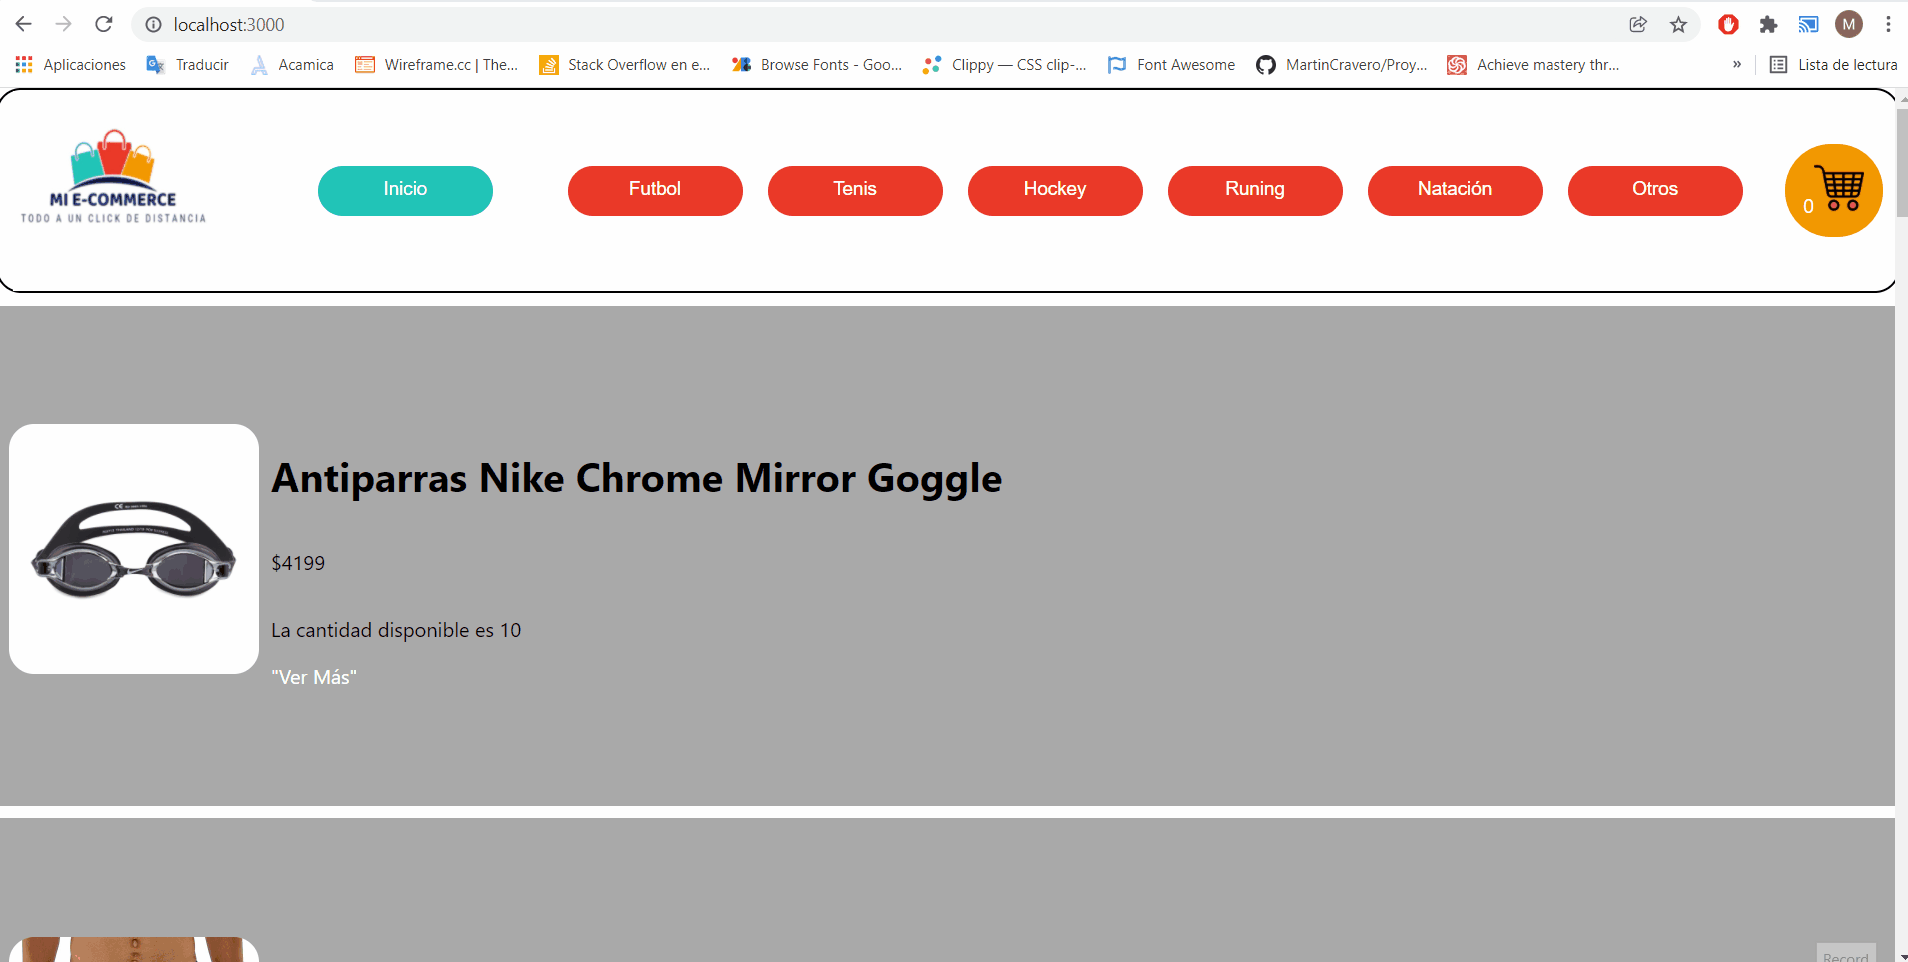 localhost:3000
M
Aplicaciones
Traducir
Acamica
Wireframe.cc | The...
Stack Overflow en e...
Browse Fonts - Goo...
Clippy — CSS clip-...
Font Awesome
MartinCravero/Proy...
Achieve mastery thr...
»
Lista de lectura
MI E-COMMERCE
TODO A UN CLICK DE DISTANCIA
Inicio
Futbol
Tenis
Hockey
Runing
Natación
Otros
0
Antiparras Nike Chrome Mirror Goggle
$4199
La cantidad disponible es 10
"Ver Más"
Record